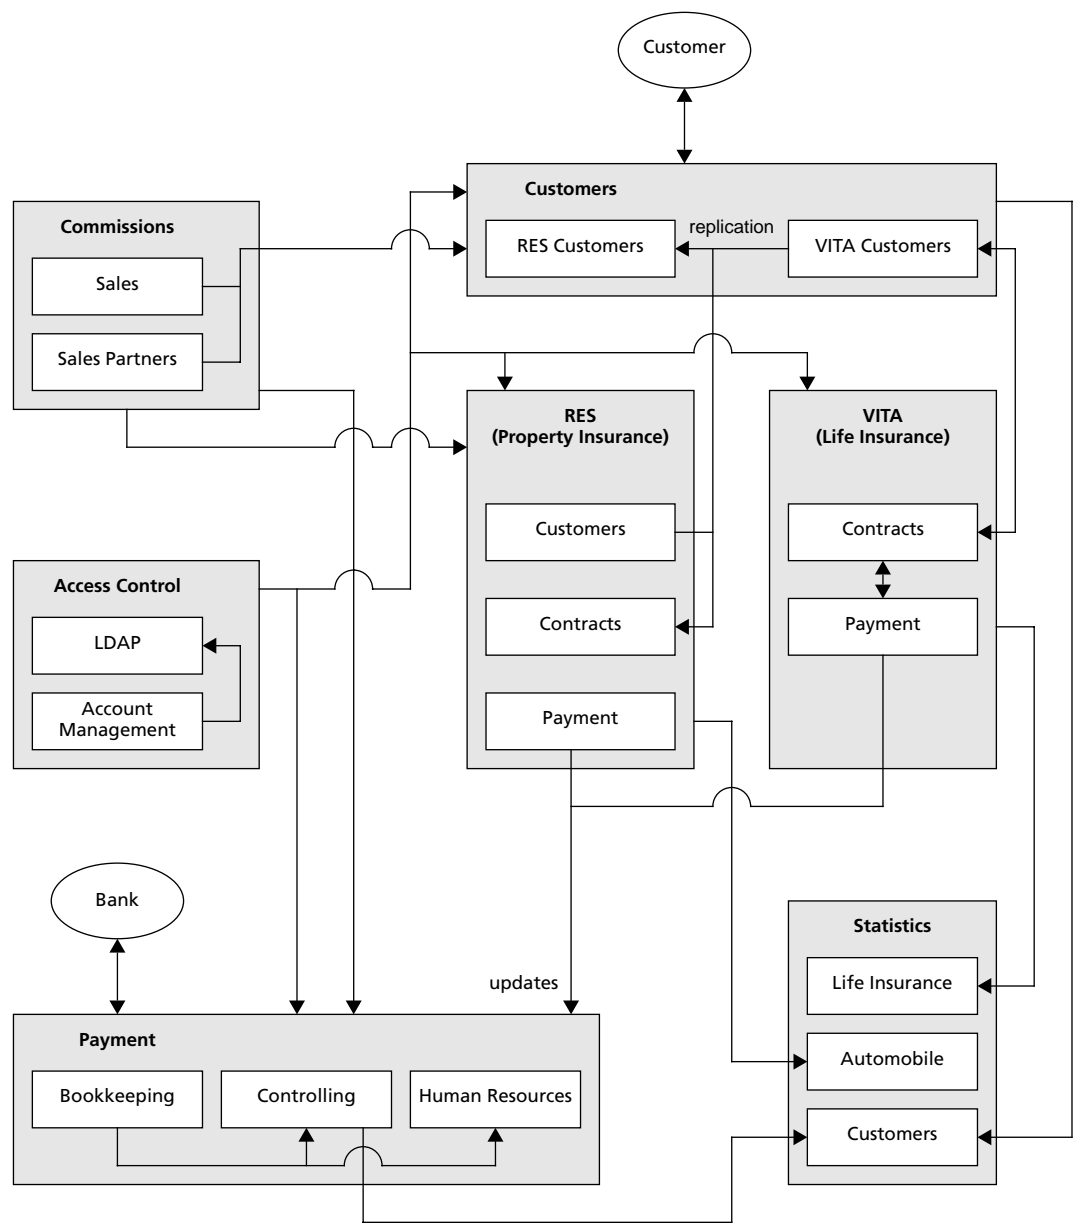 Customer
Customers
RES Customers
replication
VITA Customers
Commissions
Sales
Sales Partners
RES
(Property Insurance)
Customers
Contracts
Payment
VITA
(Life Insurance)
Contracts
Payment
Access Control
LDAP
Account
Management
Bank
updates
Payment
Bookkeeping
Controlling
Human Resources
Statistics
Life Insurance
Automobile
Customers